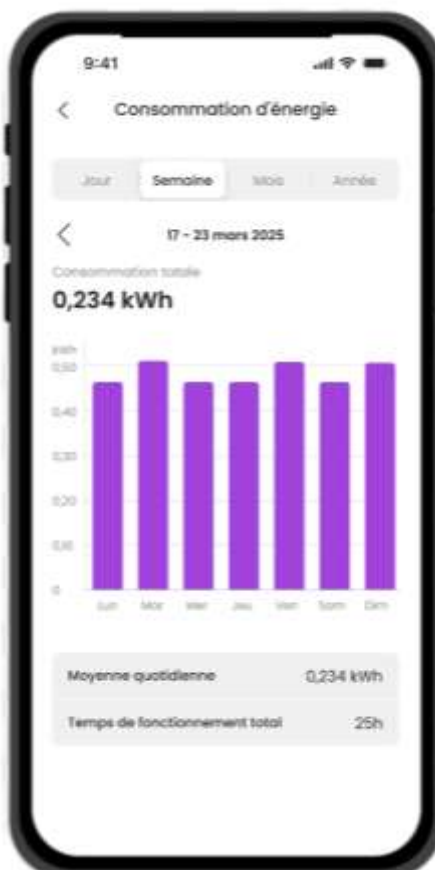 9:41
Consommation d'énergie
Jour Semaine Mois Année
17 - 23 mars 2025
Consommation totale
0,234 kWh
kWh
0,50
0,40
0,30
0,20
0,10
0
Lun Mar Mer Jeu Ven Sam Dim
Moyenne quotidienne 0,234 kWh
Temps de fonctionnement total 25h